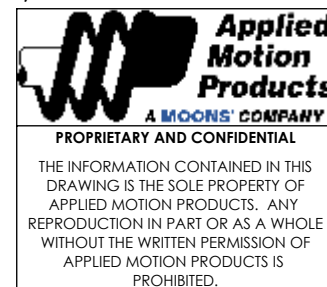 Applied
Motion
Products
A MOONS' COMPANY
PROPRIETARY AND CONFIDENTIAL
THE INFORMATION CONTAINED IN THIS
DRAWING IS THE SOLE PROPERTY OF
APPLIED MOTION PRODUCTS. ANY
REPRODUCTION IN PART OR AS A WHOLE
WITHOUT THE WRITTEN PERMISSION OF
APPLIED MOTION PRODUCTS IS
PROHIBITED.